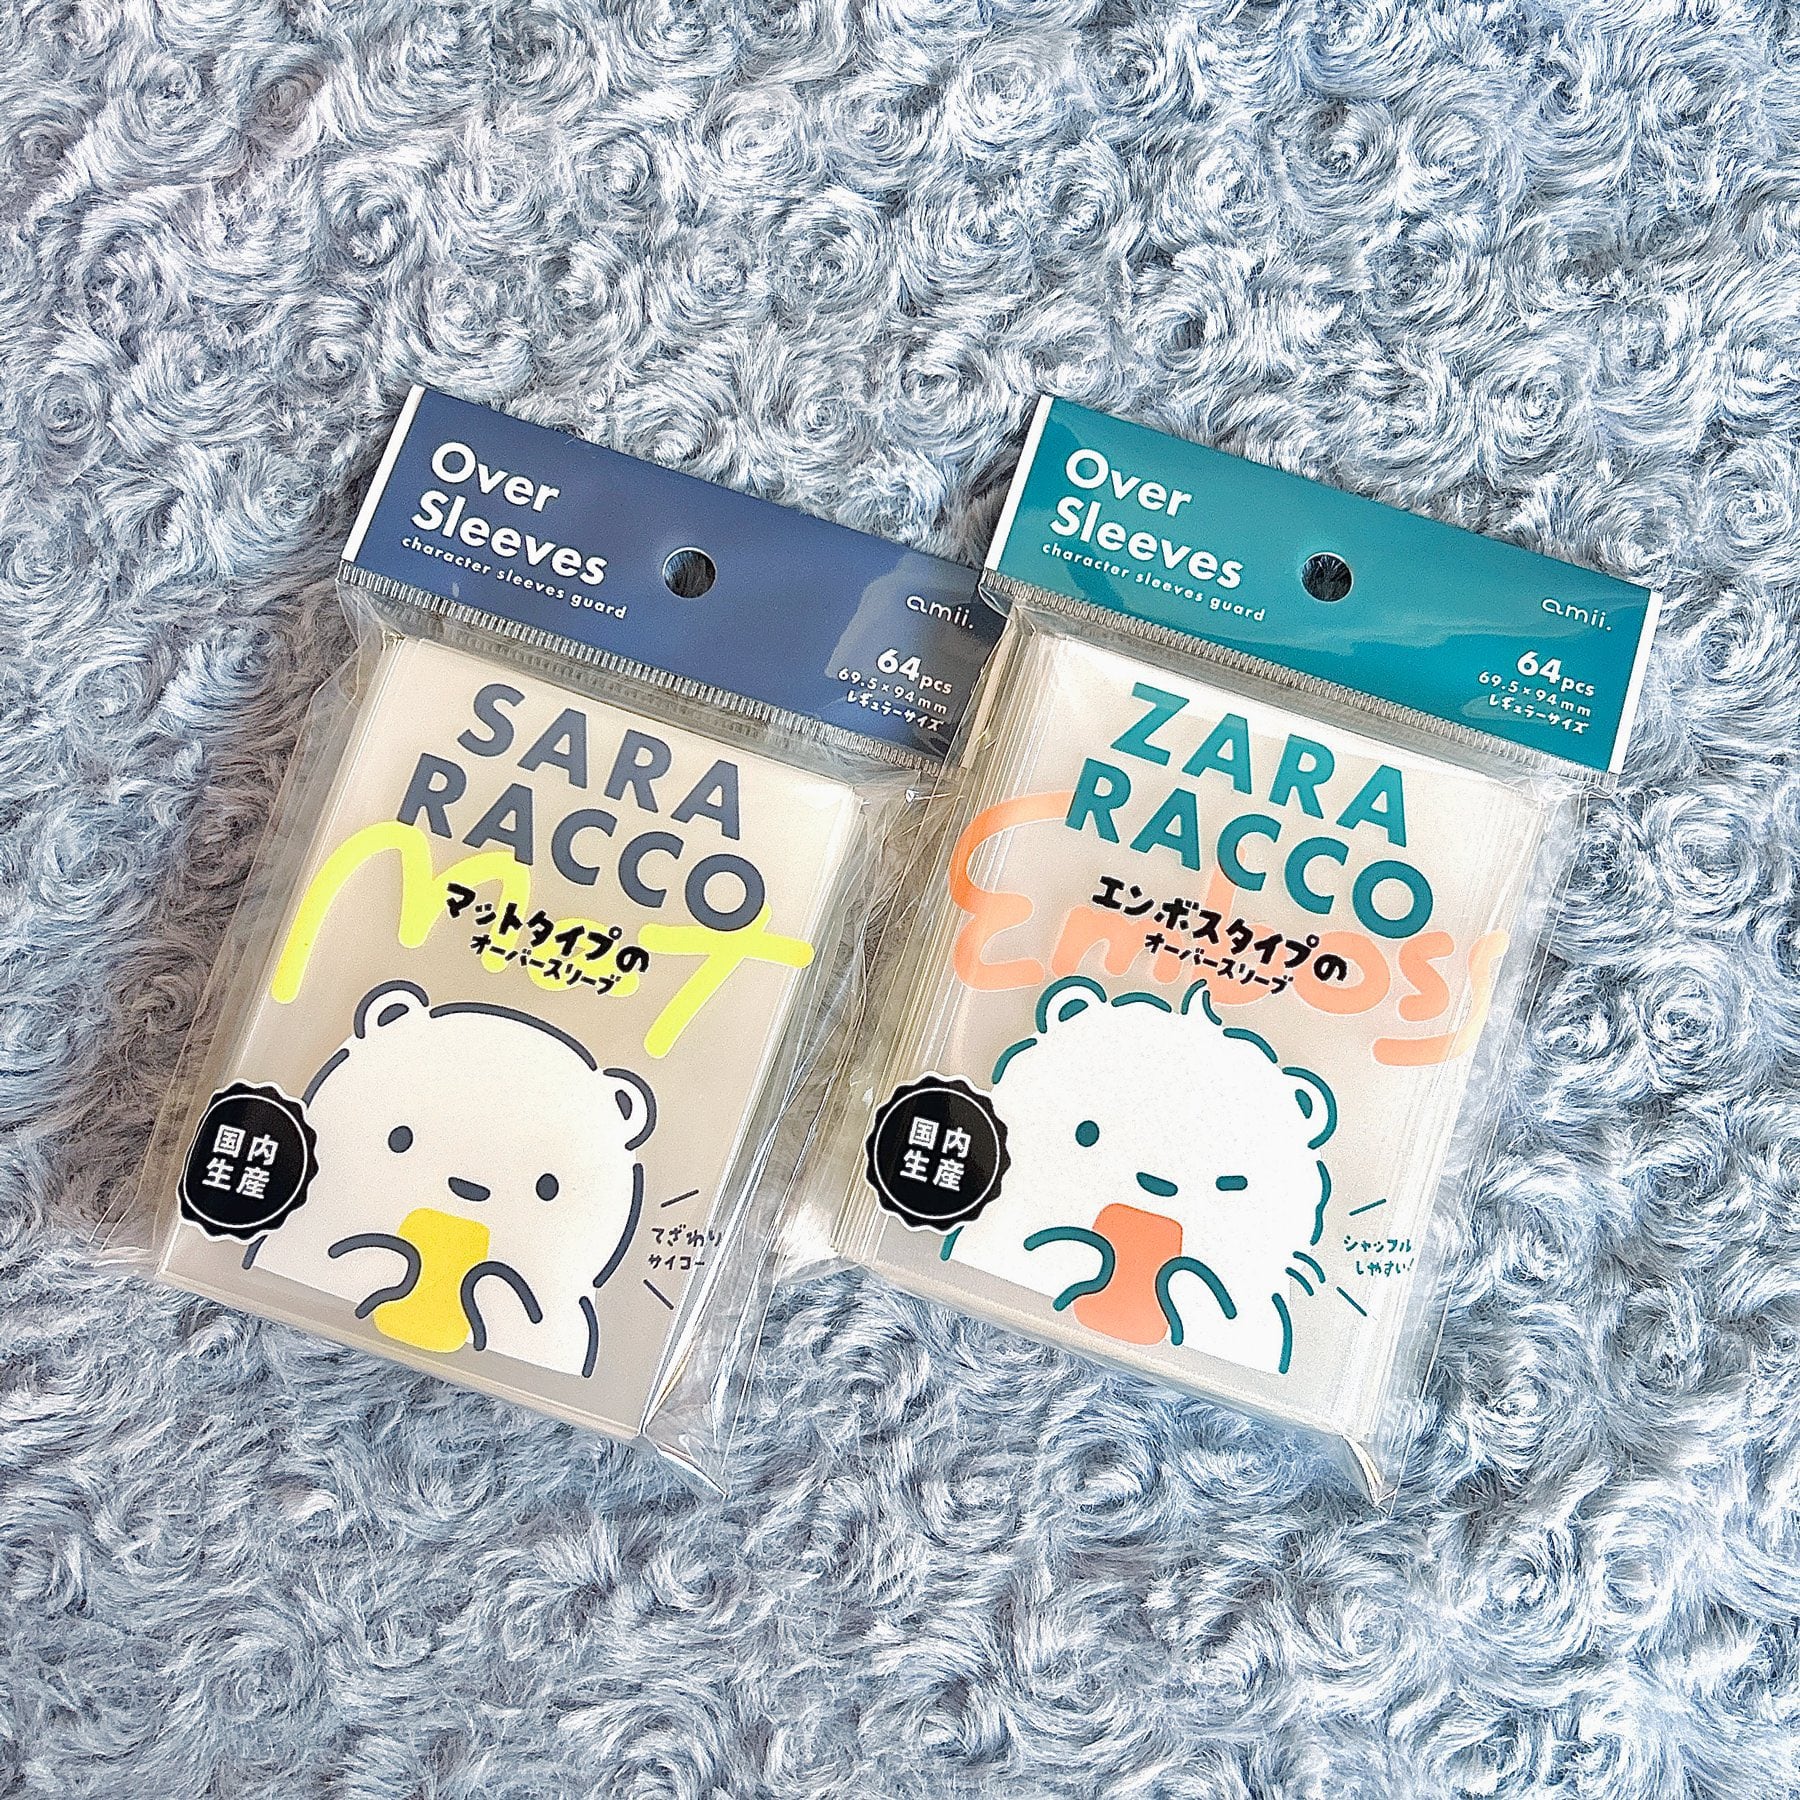 Over
Sleeves
character sleeves guard
amii.
64pcs
69.5×94mm
レギュラーサイズ
SARA
RACCO
Mat
マットタイプの
オーバースリーブ
国内
生産
てざわり
サイコー
Over
Sleeves
character sleeves guard
amii.
64pcs
69.5×94mm
レギュラーサイズ
ZARA
RACCO
Emboss
エンボスタイプの
オーバースリーブ
国内
生産
シャッフル
しやすい!